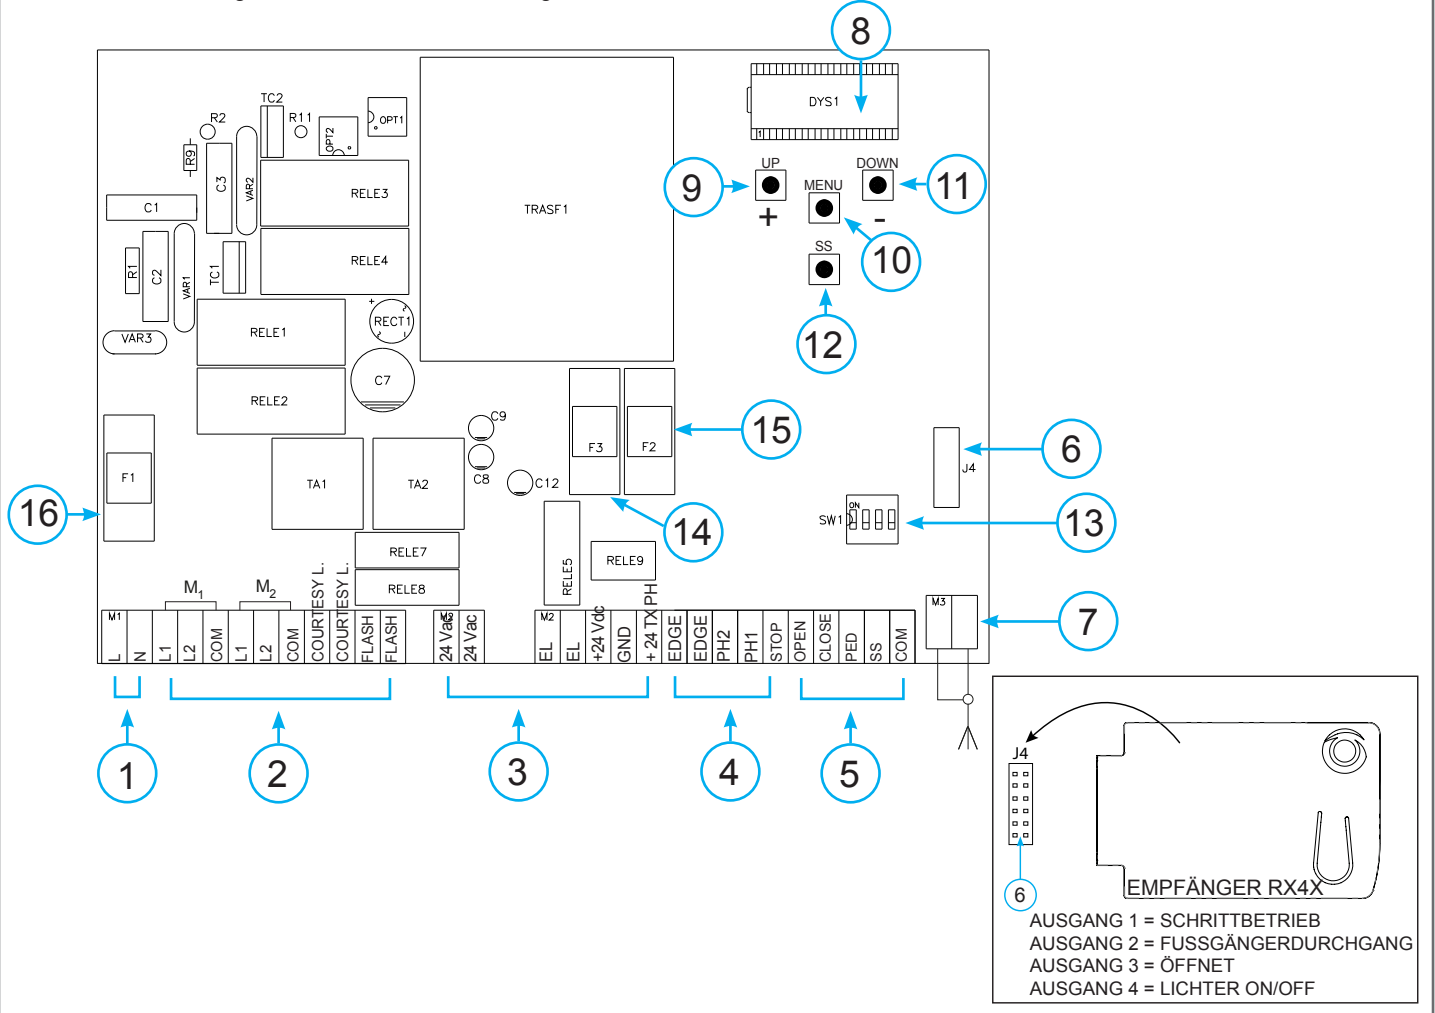 8
DYS1
1
TC2
R2
R11
OPT2
OPT1
R9
C3
VAR2
RELE3
TRASF1
UP
DOWN
9
MENU
11
+
-
C1
SS
10
R1
C2
VAR1
TC1
RELE4
RELE1
+
RECT1
VAR3
12
C7
RELE2
C9
15
F3
F2
6
J4
F1
TA1
TA2
C8
C12
16
14
ON
SW1
13
RELE7
RELE5
RELE9
RELE8
M1 M2
7
M1
L
N
L1
L2
COM
L1
L2
COM
COURTESY L.
COURTESY L.
FLASH
FLASH
24 Vac
24 Vac
M2
EL
EL
+24 Vdc
GND
+ 24 TX PH
EDGE
EDGE
PH2
PH1
STOP
OPEN
CLOSE
PED
SS
COM
M3
1
2
3
4
5
J4
6
EMPFÄNGER RX4X
AUSGANG 1 = SCHRITTBETRIEB
AUSGANG 2 = FUSSGÄNGERDURCHGANG
AUSGANG 3 = ÖFFNET
AUSGANG 4 = LICHTER ON/OFF